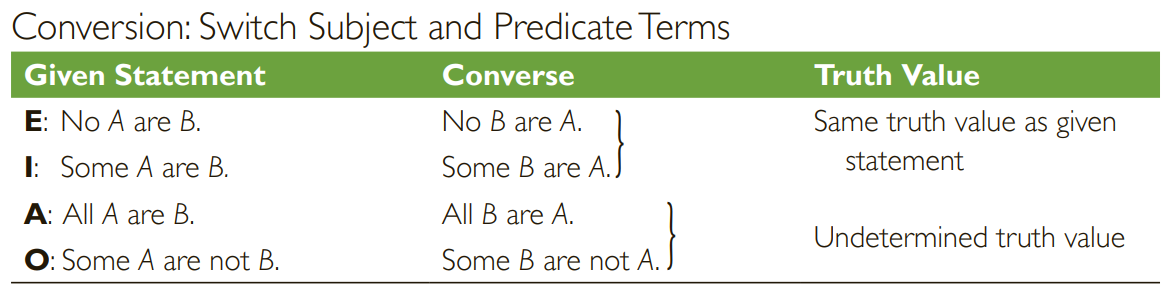 Conversion: Switch Subject and Predicate Terms
Given Statement Converse Truth Value
E: No A are B. No B are A. Same truth value as given
statement
I: Some A are B. Some B are A.
A: All A are B. All B are A.
Undetermined truth value
O: Some A are not B. Some B are not A.